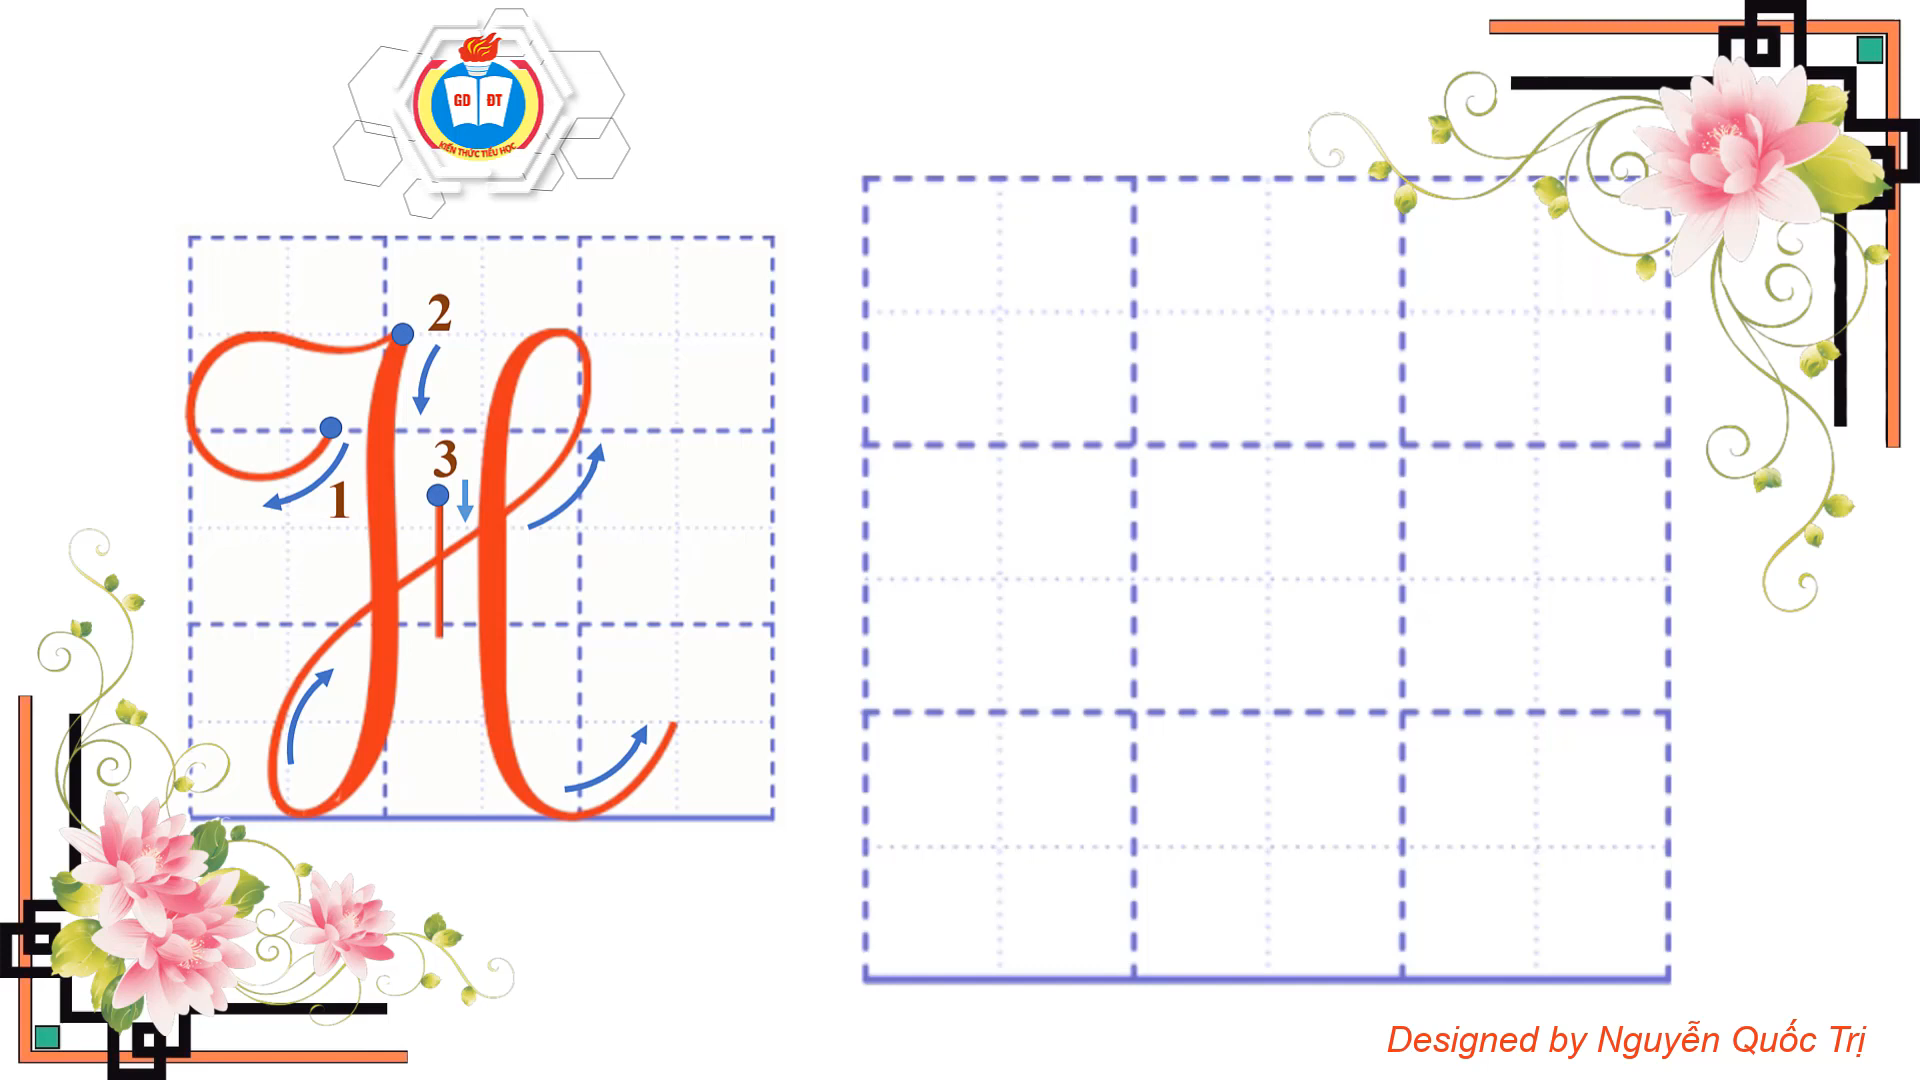 GD ĐT
KIẾN THỨC TIỂU HỌC
2
3
1
H
Designed by Nguyễn Quốc Trị